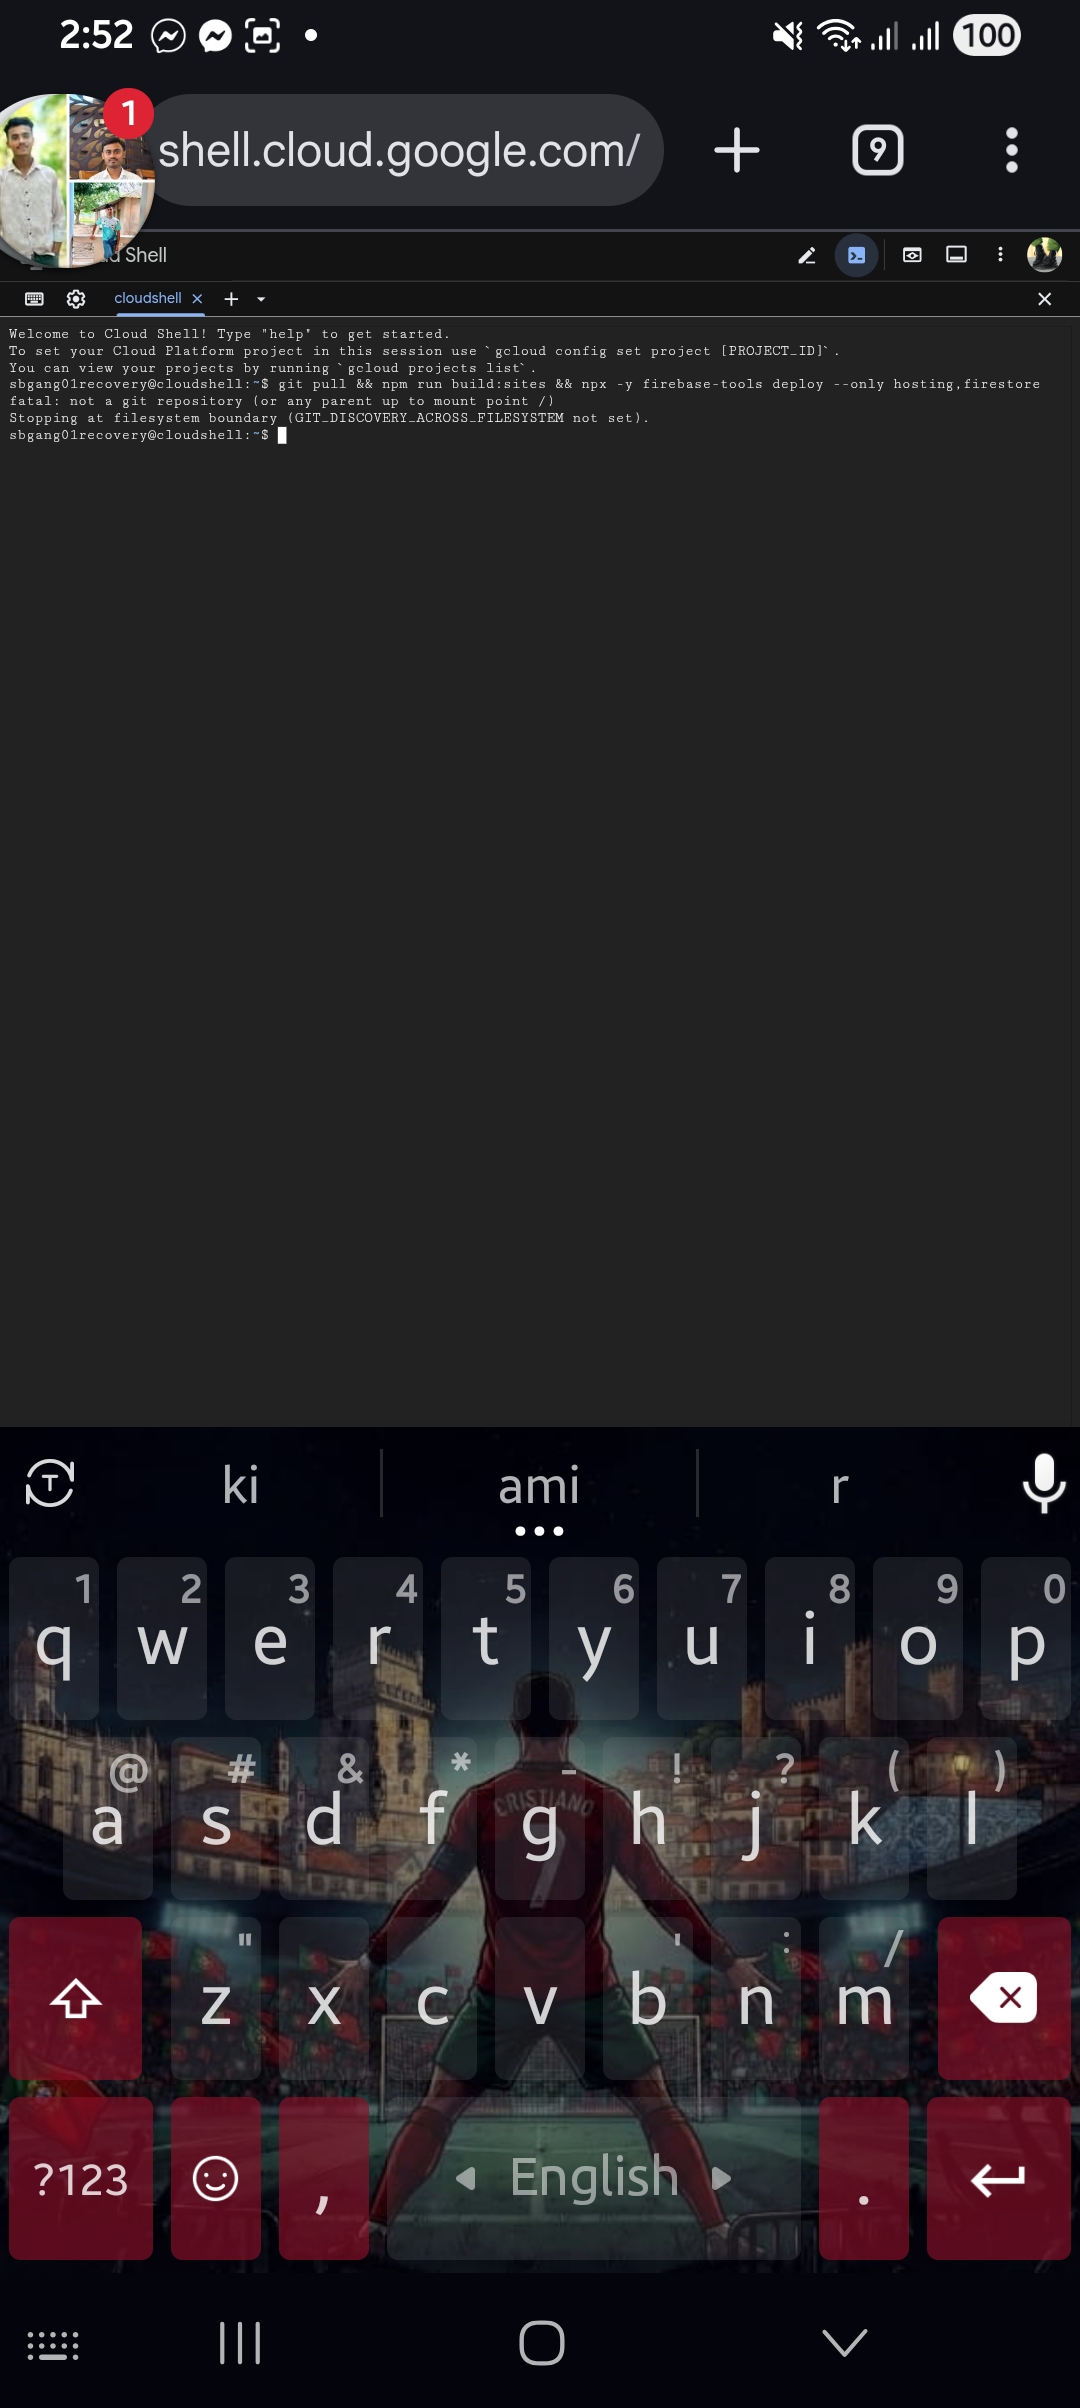 2:52
100
1
shell.cloud.google.com/
9
d Shell
cloudshell
Welcome to Cloud Shell! Type "help" to get started.
To set your Cloud Platform project in this session use `gcloud config set project [PROJECT_ID]`.
You can view your projects by running `gcloud projects list`.
sbgang01recovery@cloudshell:~$ git pull && npm run build:sites && npx -y firebase-tools deploy --only hosting,firestore
fatal: not a git repository (or any parent up to mount point /)
Stopping at filesystem boundary (GIT_DISCOVERY_ACROSS_FILESYSTEM not set).
sbgang01recovery@cloudshell:~$
T ki ami r
1 2 3 4 5 6 7 8 9 0
q w e r t y u i o p
@ # & * - ! ? ( )
a s d f g h j k l
CRISTIANO
7
" ' : /
z x c v b n m
?123 , English .